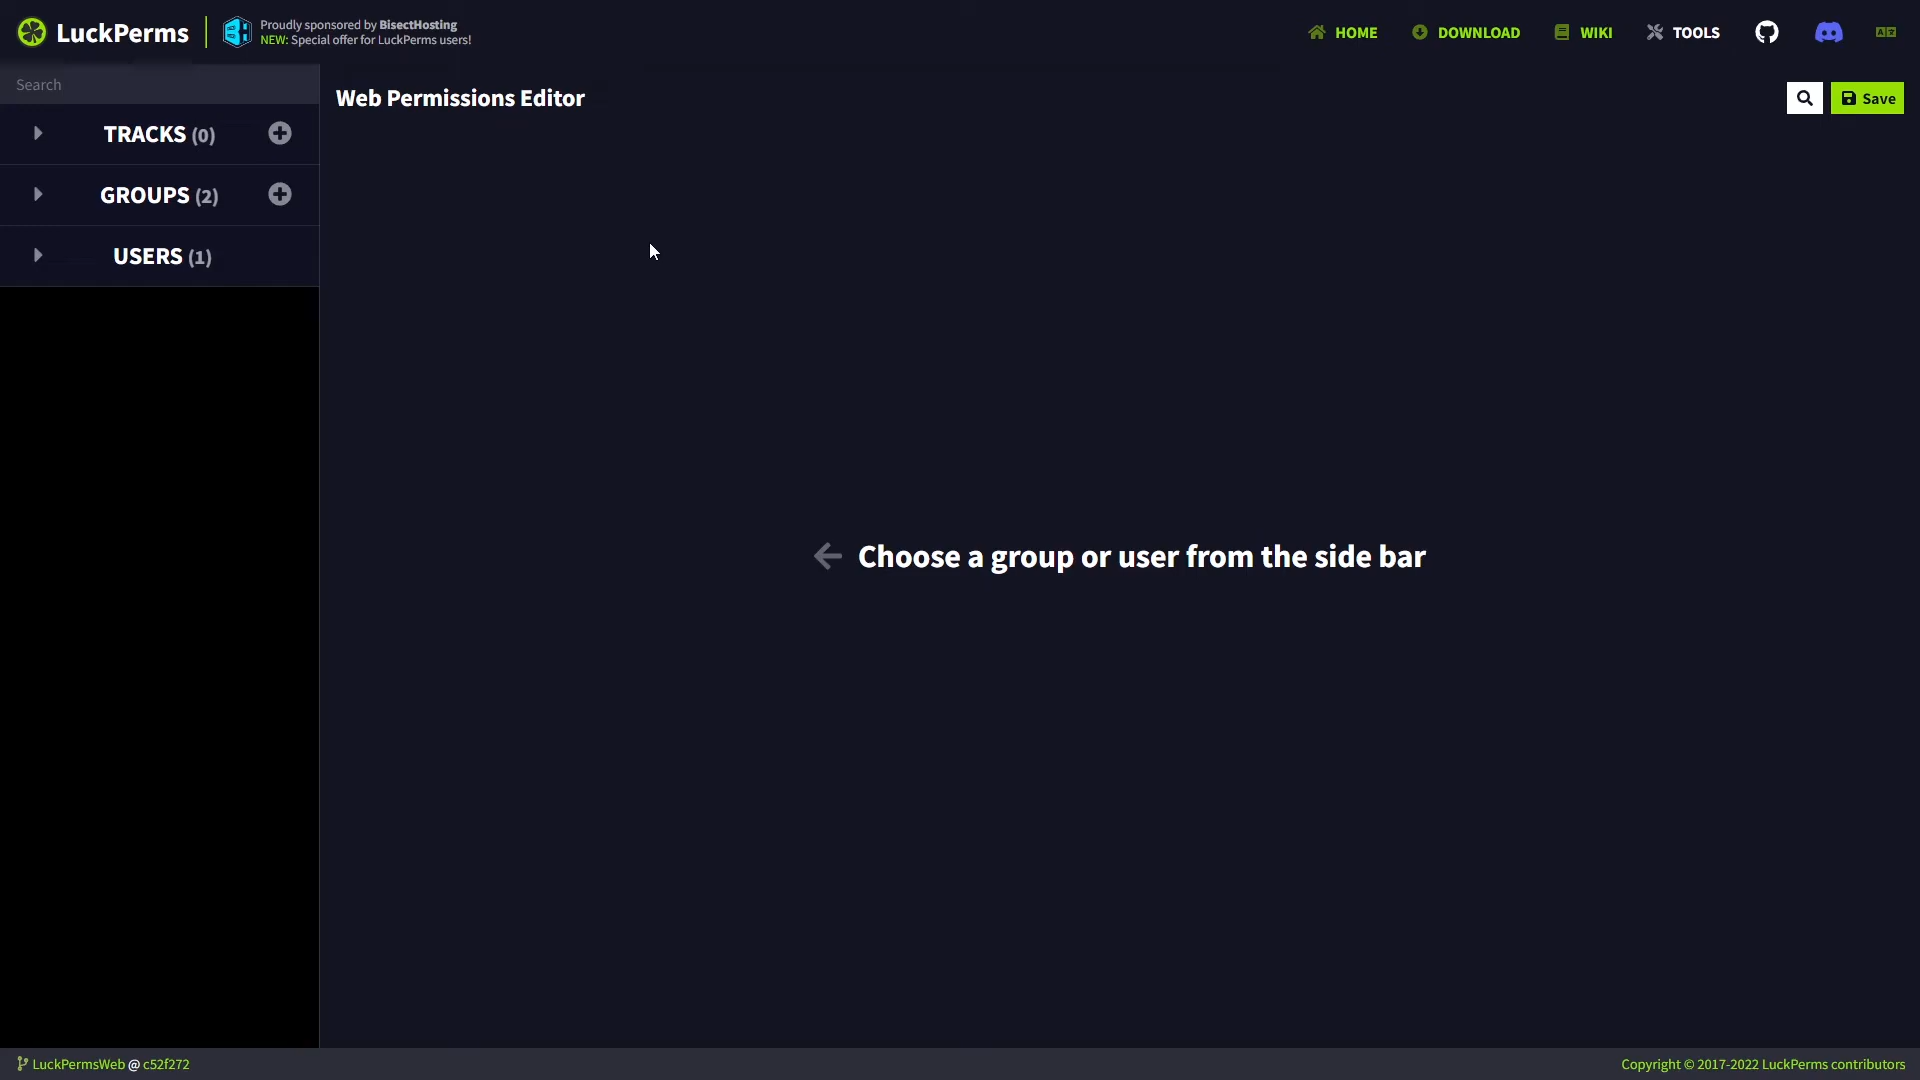 LuckPerms
Proudly sponsored by BisectHosting
NEW: Special offer for LuckPerms users!
HOME
DOWNLOAD
WIKI
TOOLS
Search
Web Permissions Editor
Save
TRACKS (0)
GROUPS (2)
USERS (1)
Choose a group or user from the side bar
LuckPermsWeb @ c52f272
Copyright © 2017-2022 LuckPerms contributors